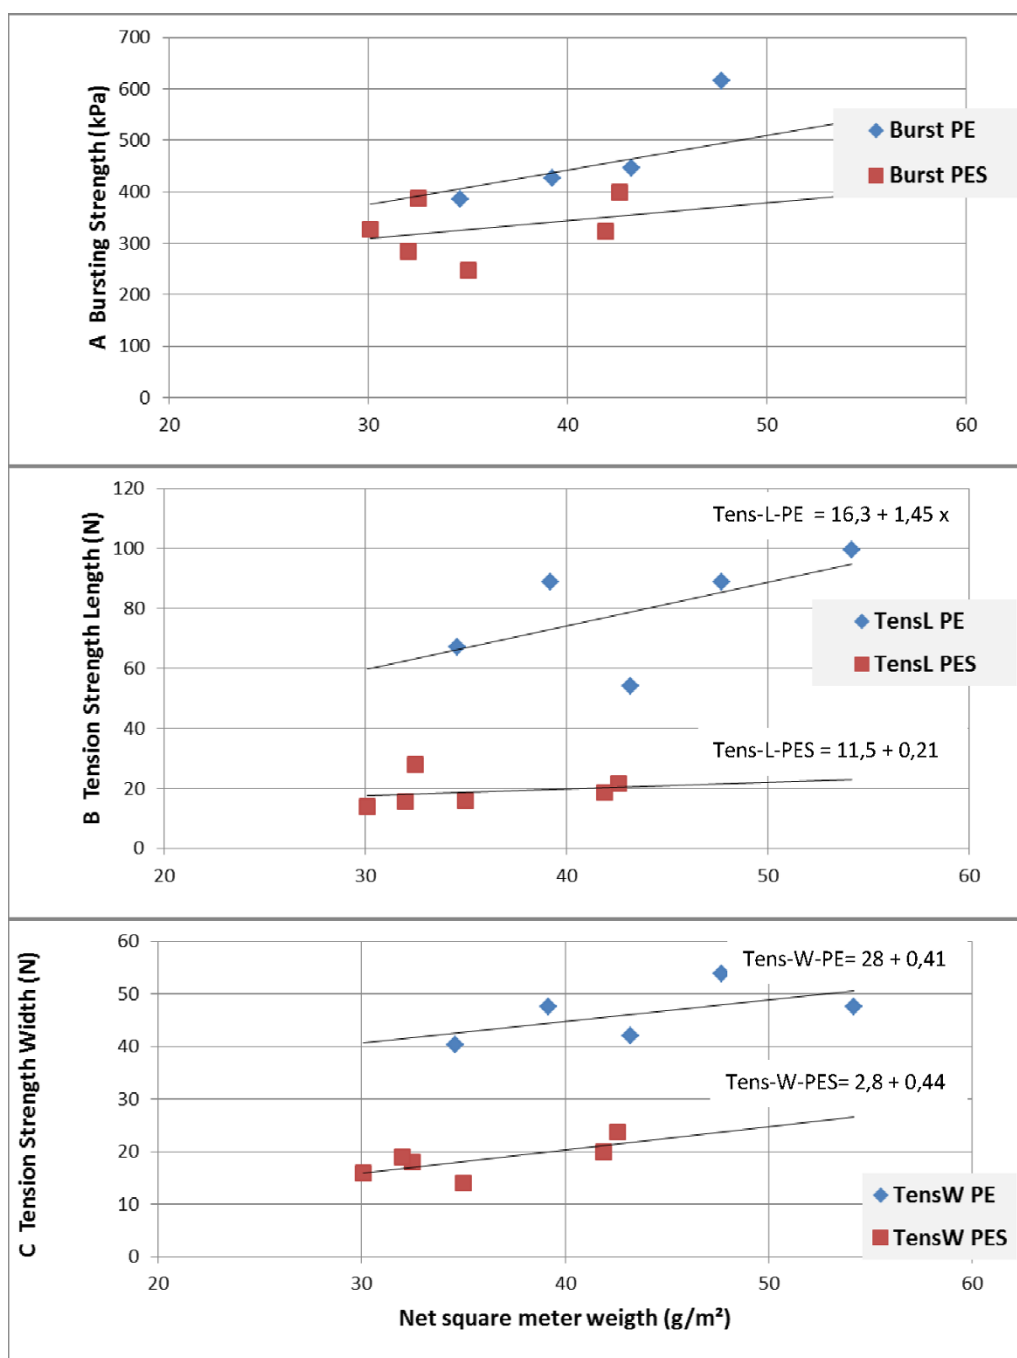 A Bursting Strength (kPa)
700
600
500
400
300
200
100
0
20
30
40
50
60
Burst PE
Burst PES
B Tension Strength Length (N)
120
100
80
60
40
20
0
20
30
40
50
60
Tens-L-PE = 16,3 + 1,45 x
TensL PE
TensL PES
Tens-L-PES = 11,5 + 0,21
C Tension Strength Width (N)
60
50
40
30
20
10
0
20
30
40
50
60
Tens-W-PE= 28 + 0,41
Tens-W-PES= 2,8 + 0,44
TensW PE
TensW PES
Net square meter weigth (g/m²)